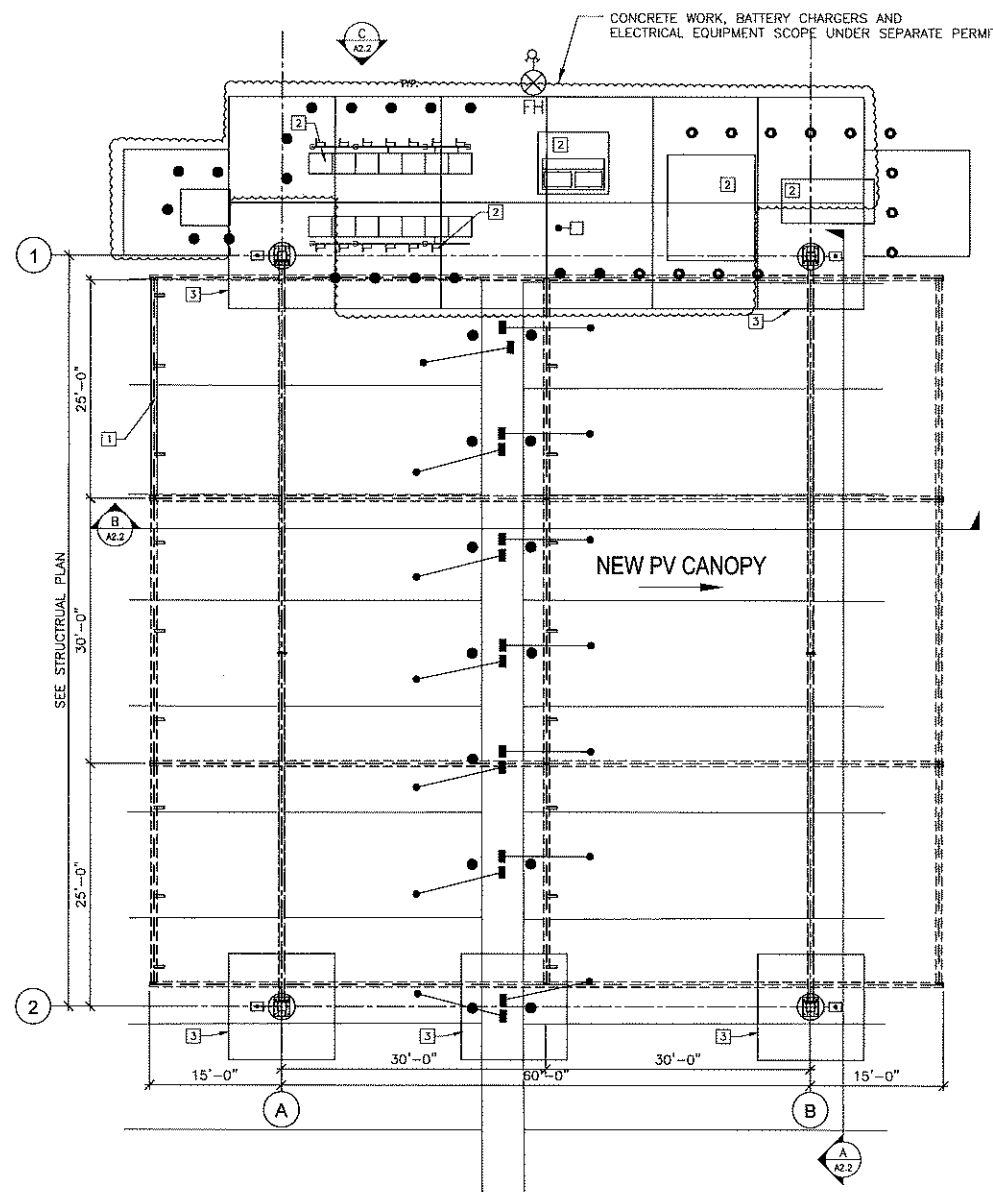 CONCRETE WORK, BATTERY CHARGERS AND
ELECTRICAL EQUIPMENT SCOPE UNDER SEPARATE
C
A2.2
TYP.
FH
2
2
2
2
2
1
3
3
25'-0"
1
B
A2.2
NEW PV CANOPY
SEE STRUCTRUAL PLAN
30'-0"
25'-0"
2
3
3
3
30'-0"
30'-0"
15'-0"
60'-0"
15'-0"
A
B
A
A2.2